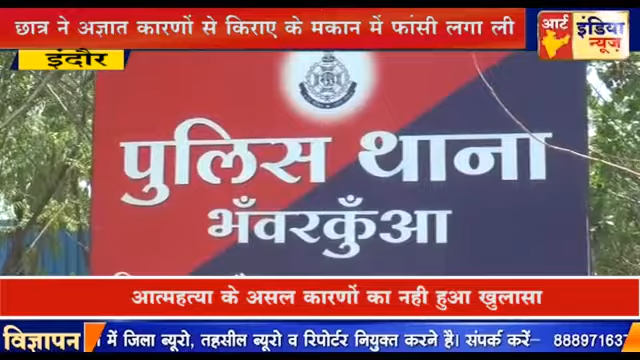 छात्र ने अज्ञात कारणों से किराए के मकान में फांसी लगा ली
आर्ट इंडिया न्यूज़
इंदौर
पुलिस थाना
भँवरकुँआ
आत्महत्या के असल कारणों का नही हुआ खुलासा
विज्ञापन में जिला ब्यूरो, तहसील ब्यूरो व रिपोर्टर नियुक्त करने है। संपर्क करें– 88897163